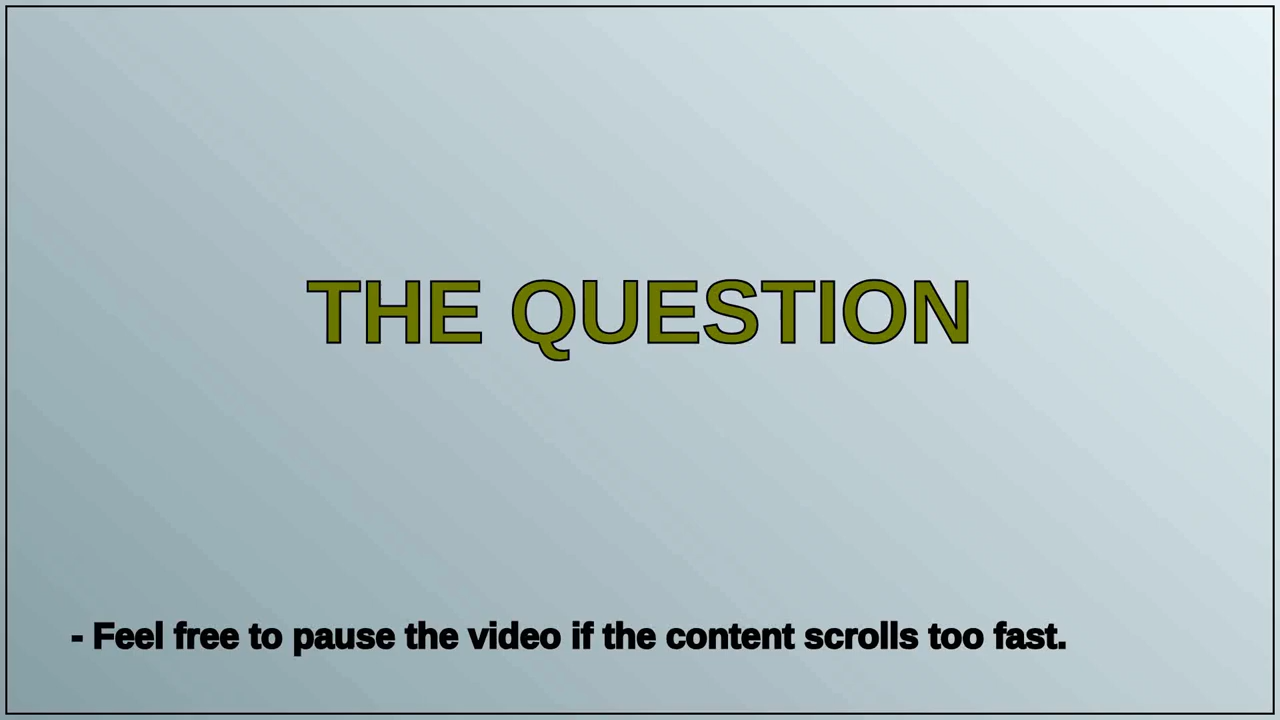 THE QUESTION
- Feel free to pause the video if the content scrolls too fast.